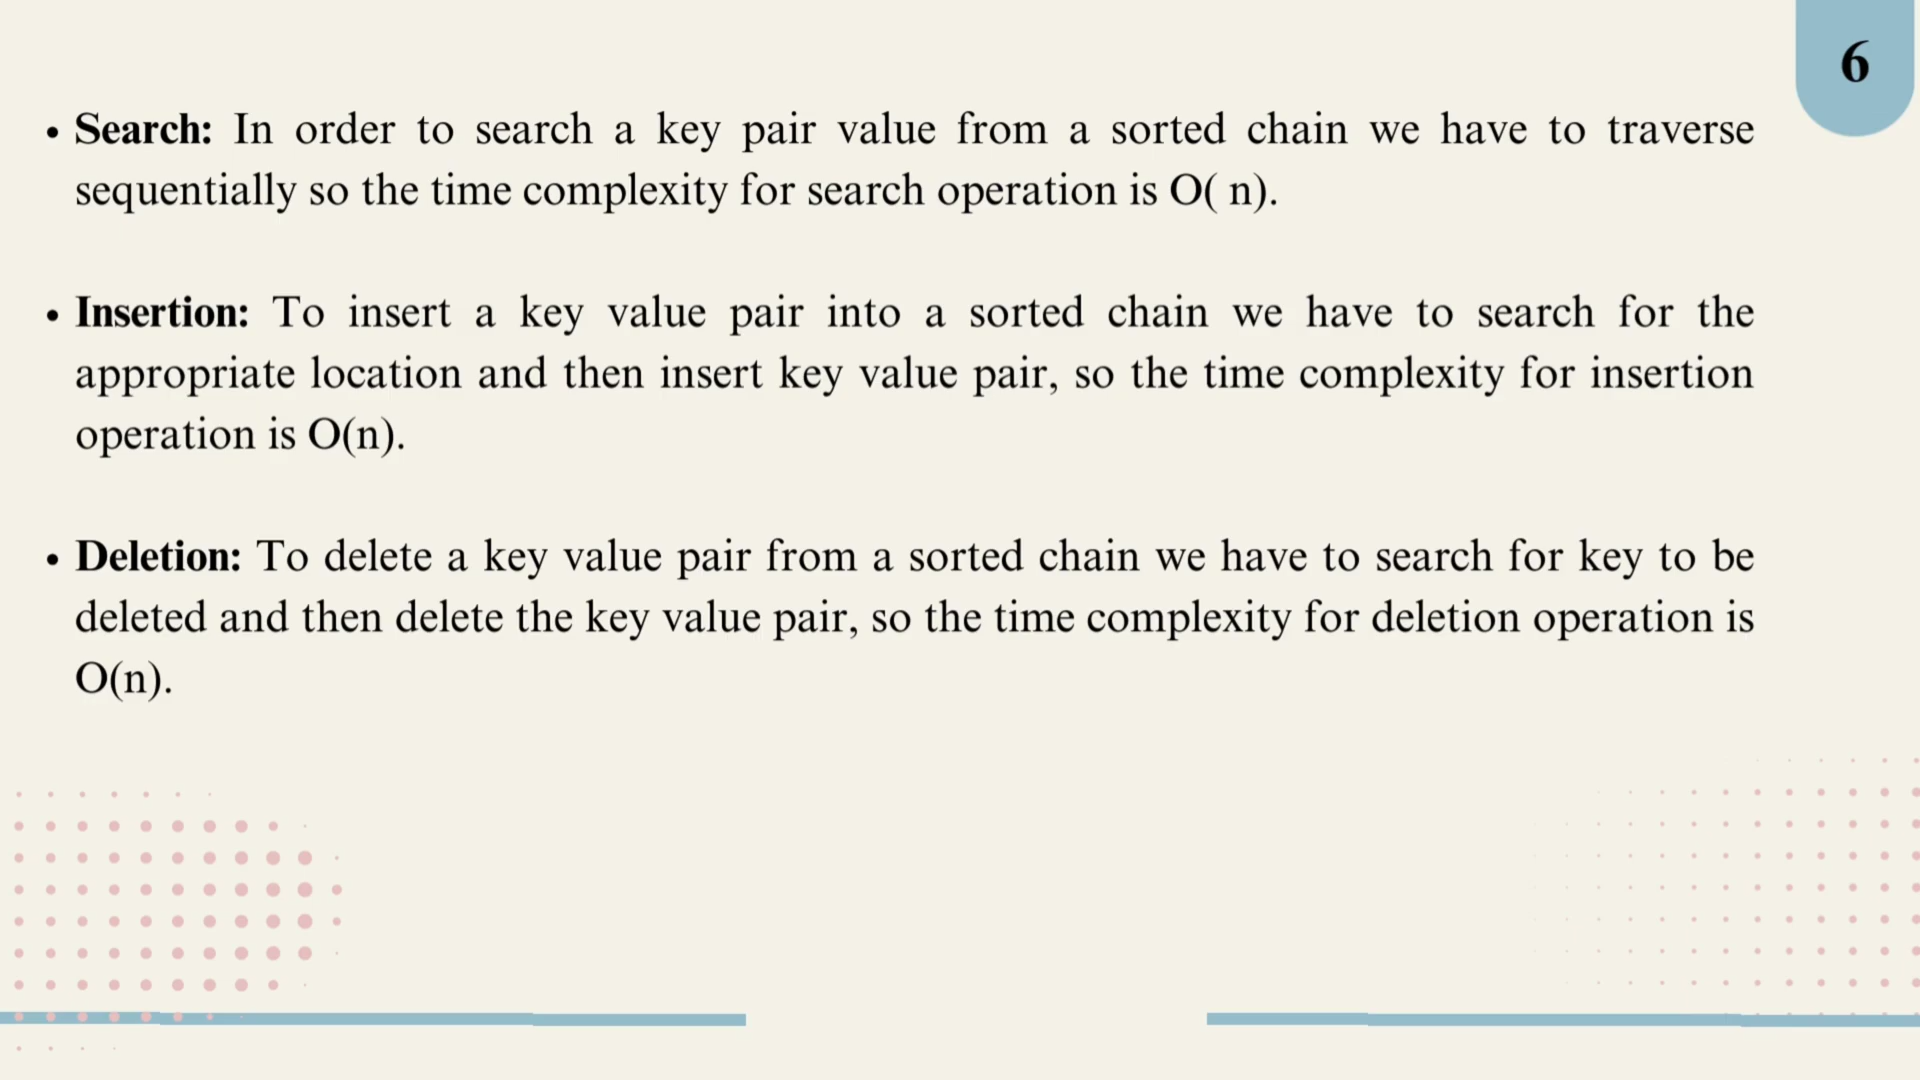 6
• Search: In order to search a key pair value from a sorted chain we have to traverse
sequentially so the time complexity for search operation is O( n).
• Insertion: To insert a key value pair into a sorted chain we have to search for the
appropriate location and then insert key value pair, so the time complexity for insertion
operation is O(n).
• Deletion: To delete a key value pair from a sorted chain we have to search for key to be
deleted and then delete the key value pair, so the time complexity for deletion operation is
O(n).